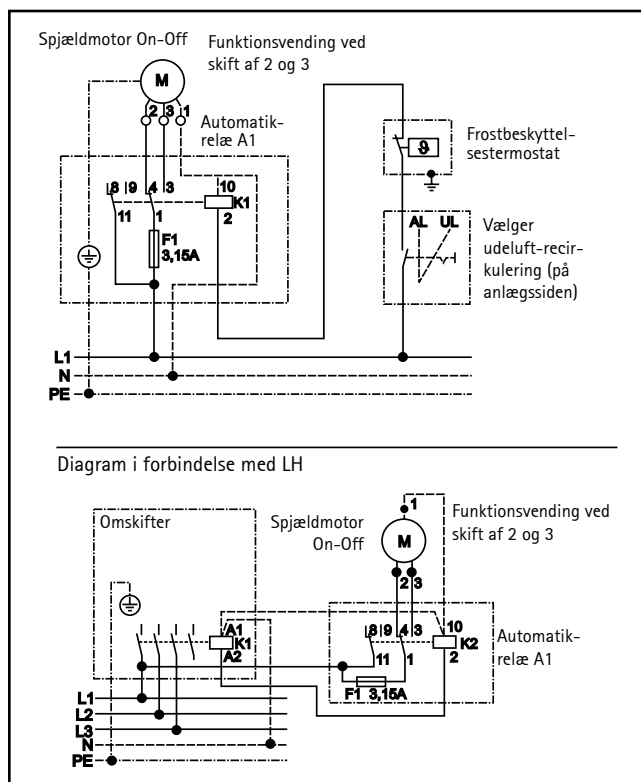 Spjældmotor On-Off
Funktionsvending ved
skift af 2 og 3
M
2 3 1
Automatik-
relæ A1
8 9 4 3 10
K1
11 1 2
F1
3,15A
Frostbeskyttel-
sestermostat
ϑ
AL UL
Vælger
udeluft-recir-
kulering (på
anlægssiden)
L1
N
PE
Diagram i forbindelse med LH
Omskifter
Spjældmotor
On-Off
1
Funktionsvending ved
skift af 2 og 3
M
2 3
A1
K1
A2
8 9 4 3 10
K2
11 1 2
Automatik-
relæ A1
F1 3,15A
L1
L2
L3
N
PE